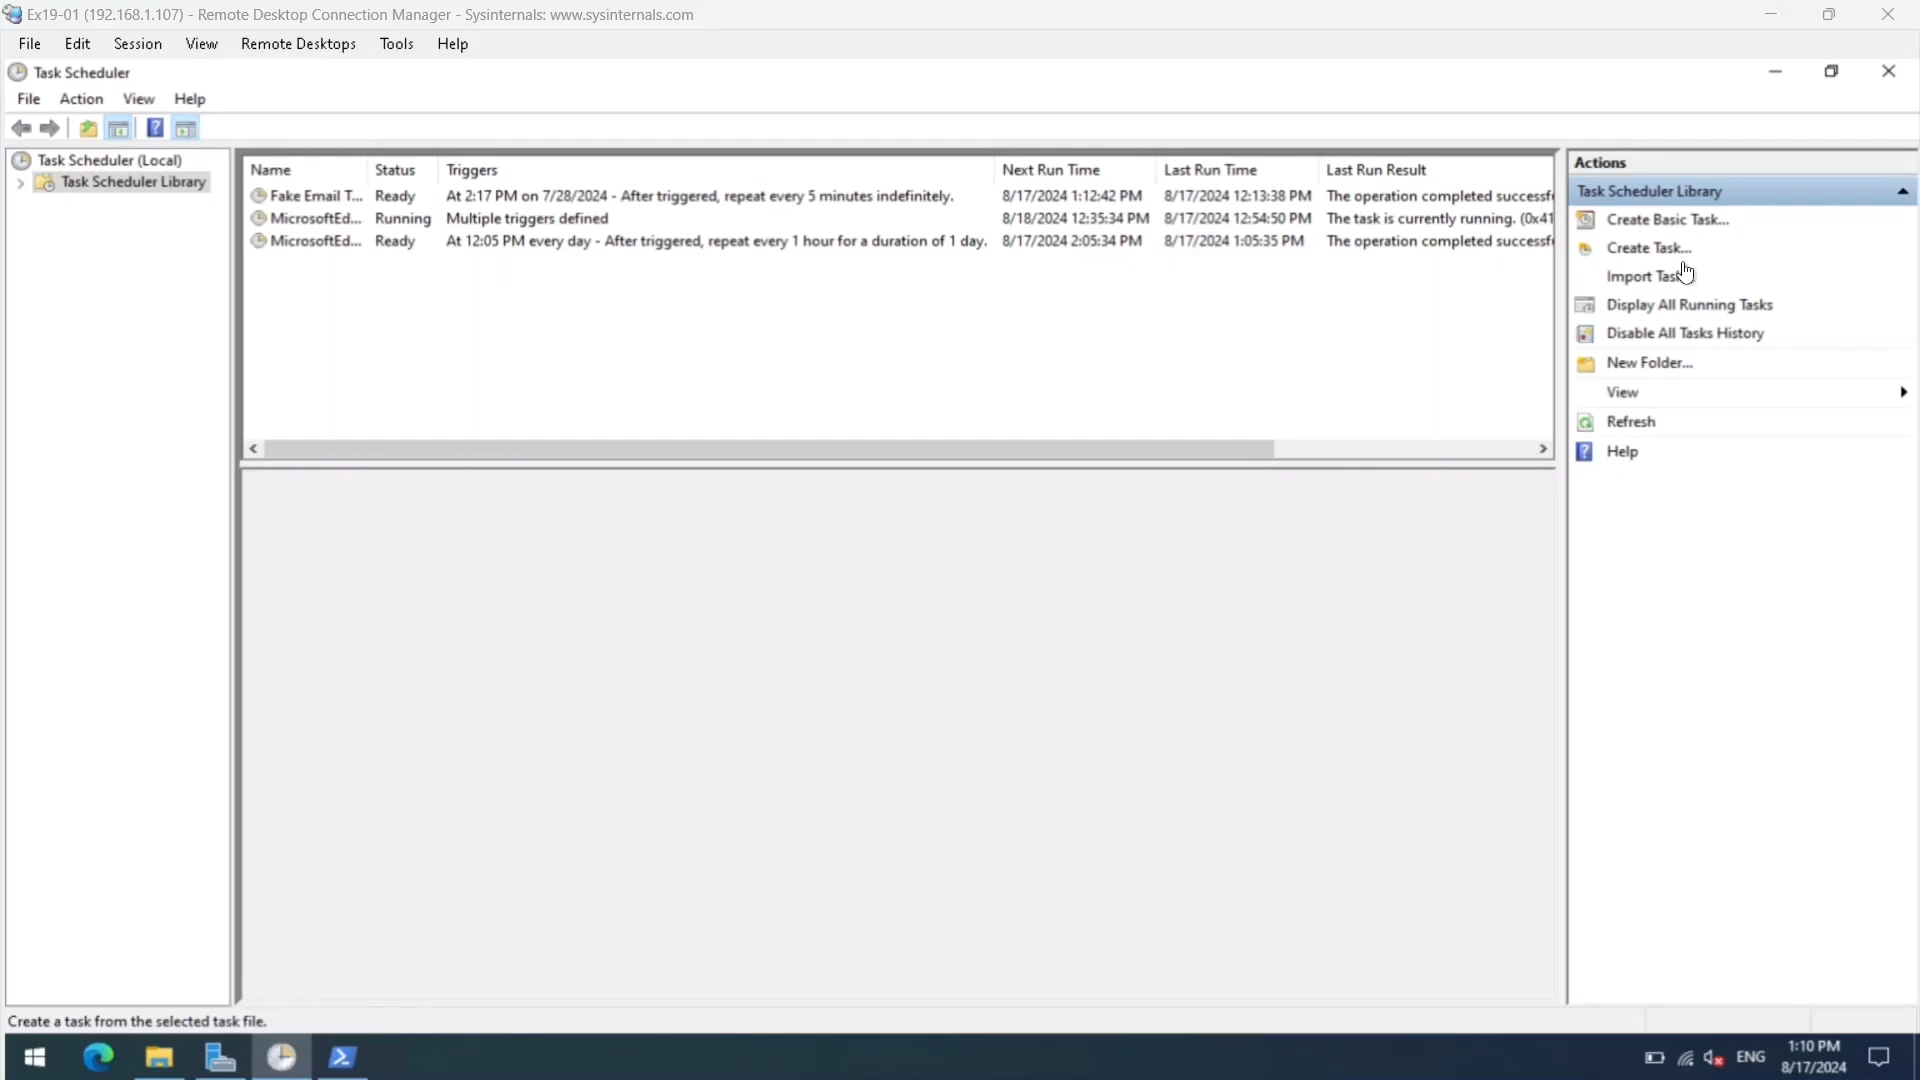 Ex19-01 (192.168.1.107) - Remote Desktop Connection Manager - Sysinternals: www.sysinternals.com
File Edit Session View Remote Desktops Tools Help
Task Scheduler
File Action View Help
Task Scheduler (Local)
Task Scheduler Library
Name Status Triggers Next Run Time Last Run Time Last Run Result
Fake Email T... Ready At 2:17 PM on 7/28/2024 - After triggered, repeat every 5 minutes indefinitely. 8/17/2024 1:12:42 PM 8/17/2024 12:13:38 PM The operation completed successf
MicrosoftEd... Running Multiple triggers defined 8/18/2024 12:35:34 PM 8/17/2024 12:54:50 PM The task is currently running. (0x41
MicrosoftEd... Ready At 12:05 PM every day - After triggered, repeat every 1 hour for a duration of 1 day. 8/17/2024 2:05:34 PM 8/17/2024 1:05:35 PM The operation completed successf
Actions
Task Scheduler Library
Create Basic Task...
Create Task...
Import Task
Display All Running Tasks
Disable All Tasks History
New Folder...
View
Refresh
Help
Create a task from the selected task file.
ENG
1:10 PM
8/17/2024